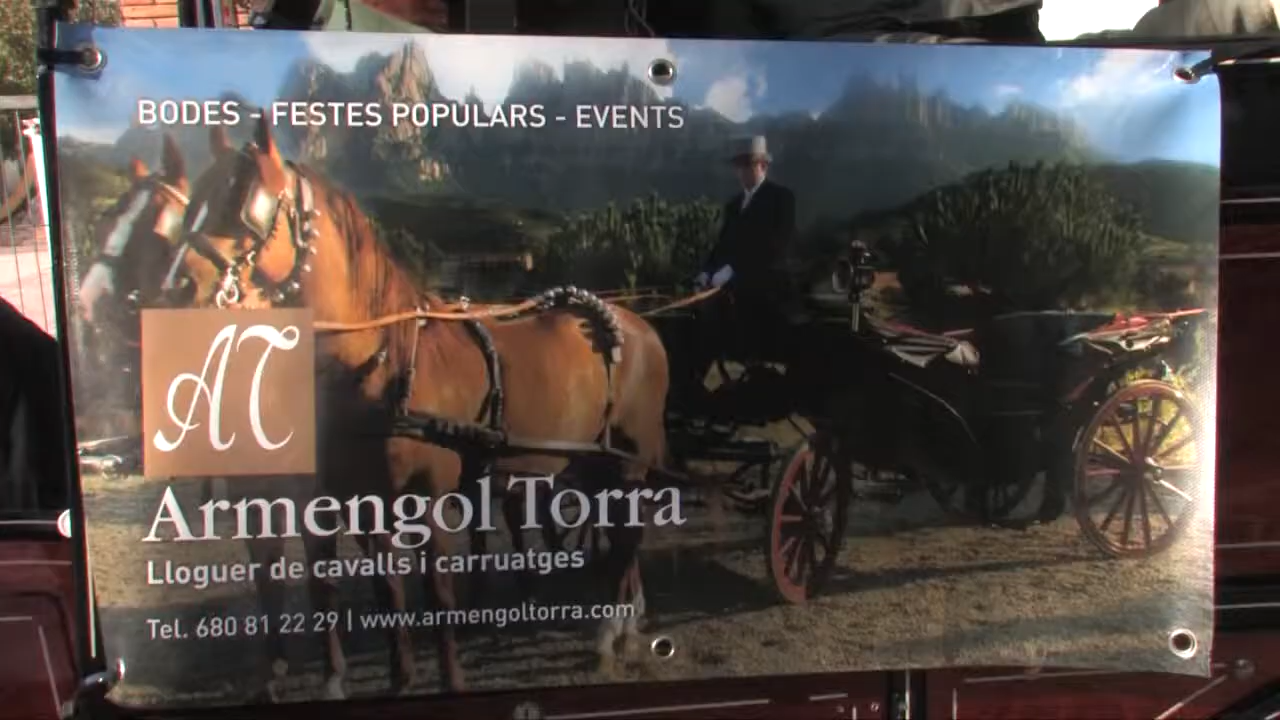 BODES - FESTES POPULARS - EVENTS
AT
Armengol Torra
Lloguer de cavalls i carruatges
Tel. 680 81 22 29 | www.armengoltorra.com